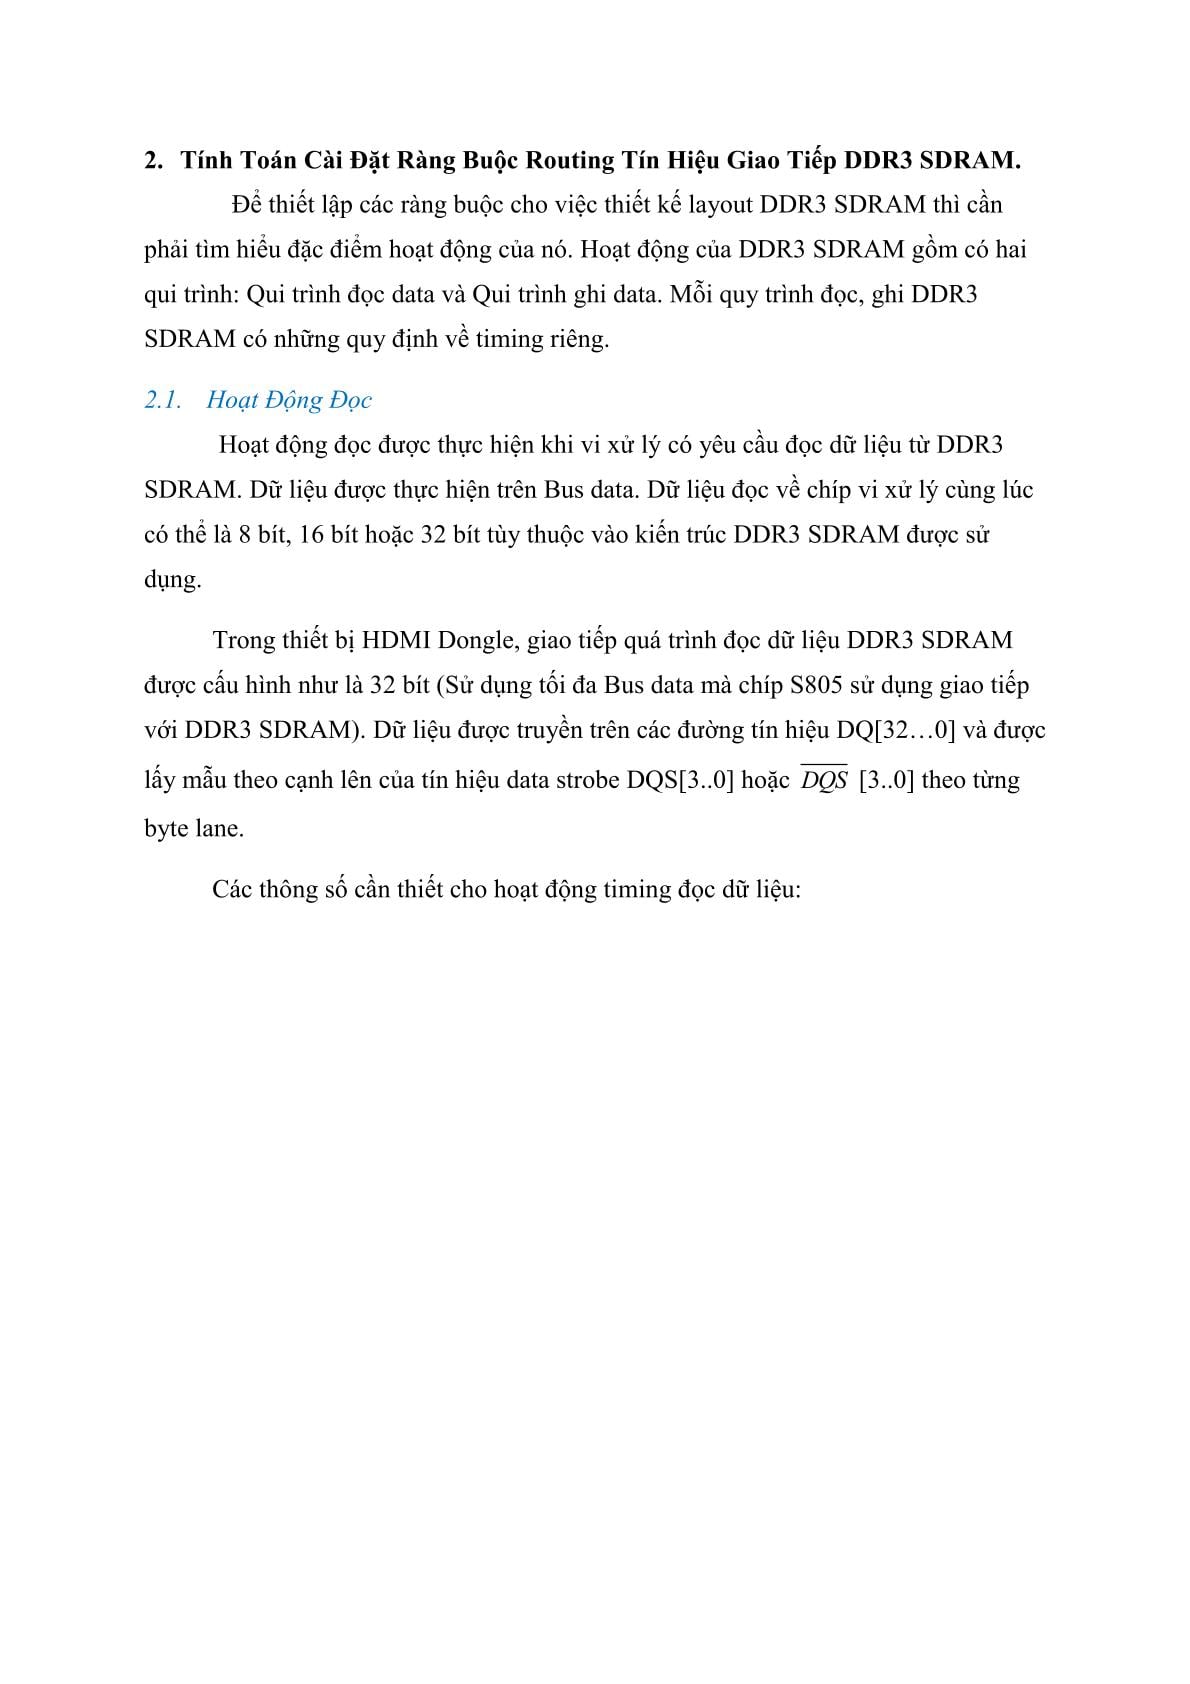 2. Tính Toán Cài Đặt Ràng Buộc Routing Tín Hiệu Giao Tiếp DDR3 SDRAM.
Để thiết lập các ràng buộc cho việc thiết kế layout DDR3 SDRAM thì cần
phải tìm hiểu đặc điểm hoạt động của nó. Hoạt động của DDR3 SDRAM gồm có hai
qui trình: Qui trình đọc data và Qui trình ghi data. Mỗi quy trình đọc, ghi DDR3
SDRAM có những quy định về timing riêng.
2.1. Hoạt Động Đọc
Hoạt động đọc được thực hiện khi vi xử lý có yêu cầu đọc dữ liệu từ DDR3
SDRAM. Dữ liệu được thực hiện trên Bus data. Dữ liệu đọc về chíp vi xử lý cùng lúc
có thể là 8 bít, 16 bít hoặc 32 bít tùy thuộc vào kiến trúc DDR3 SDRAM được sử
dụng.
Trong thiết bị HDMI Dongle, giao tiếp quá trình đọc dữ liệu DDR3 SDRAM
được cấu hình như là 32 bít (Sử dụng tối đa Bus data mà chíp S805 sử dụng giao tiếp
với DDR3 SDRAM). Dữ liệu được truyền trên các đường tín hiệu DQ[32…0] và được
lấy mẫu theo cạnh lên của tín hiệu data strobe DQS[3..0] hoặc D̅Q̅S̅ [3..0] theo từng
byte lane.
Các thông số cần thiết cho hoạt động timing đọc dữ liệu: